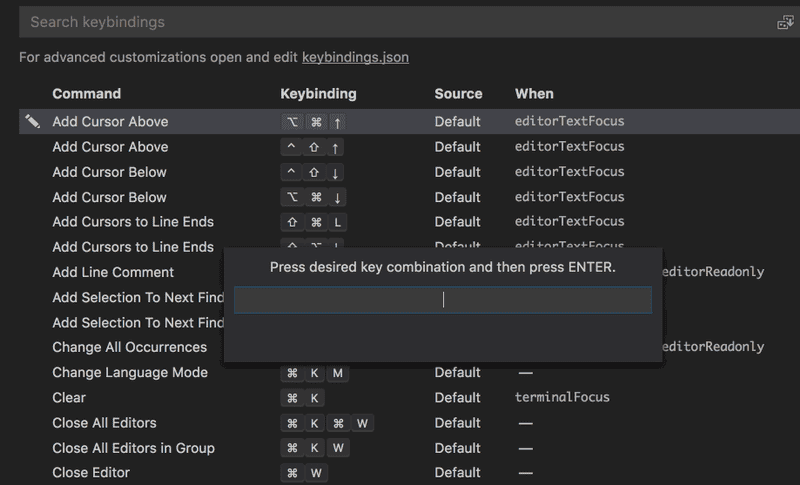 Search keybindings
For advanced customizations open and edit keybindings.json
Command Keybinding Source When
Add Cursor Above ⌥ ⌘ ↑ Default editorTextFocus
Add Cursor Above ^ ⇧ ↑ Default editorTextFocus
Add Cursor Below ^ ⇧ ↓ Default editorTextFocus
Add Cursor Below ⌥ ⌘ ↓ Default editorTextFocus
Add Cursors to Line Ends ⇧ ⌘ L Default editorTextFocus
Add Cursors to Line Ends Default editorTextFocus
Press desired key combination and then press ENTER.
Add Line Comment editorReadonly
Add Selection To Next Find
Add Selection To Next Find
Change All Occurrences editorReadonly
Change Language Mode ⌘ K M Default —
Clear ⌘ K Default terminalFocus
Close All Editors ⌘ K ⌘ W Default —
Close All Editors in Group ⌘ K W Default —
Close Editor ⌘ W Default —